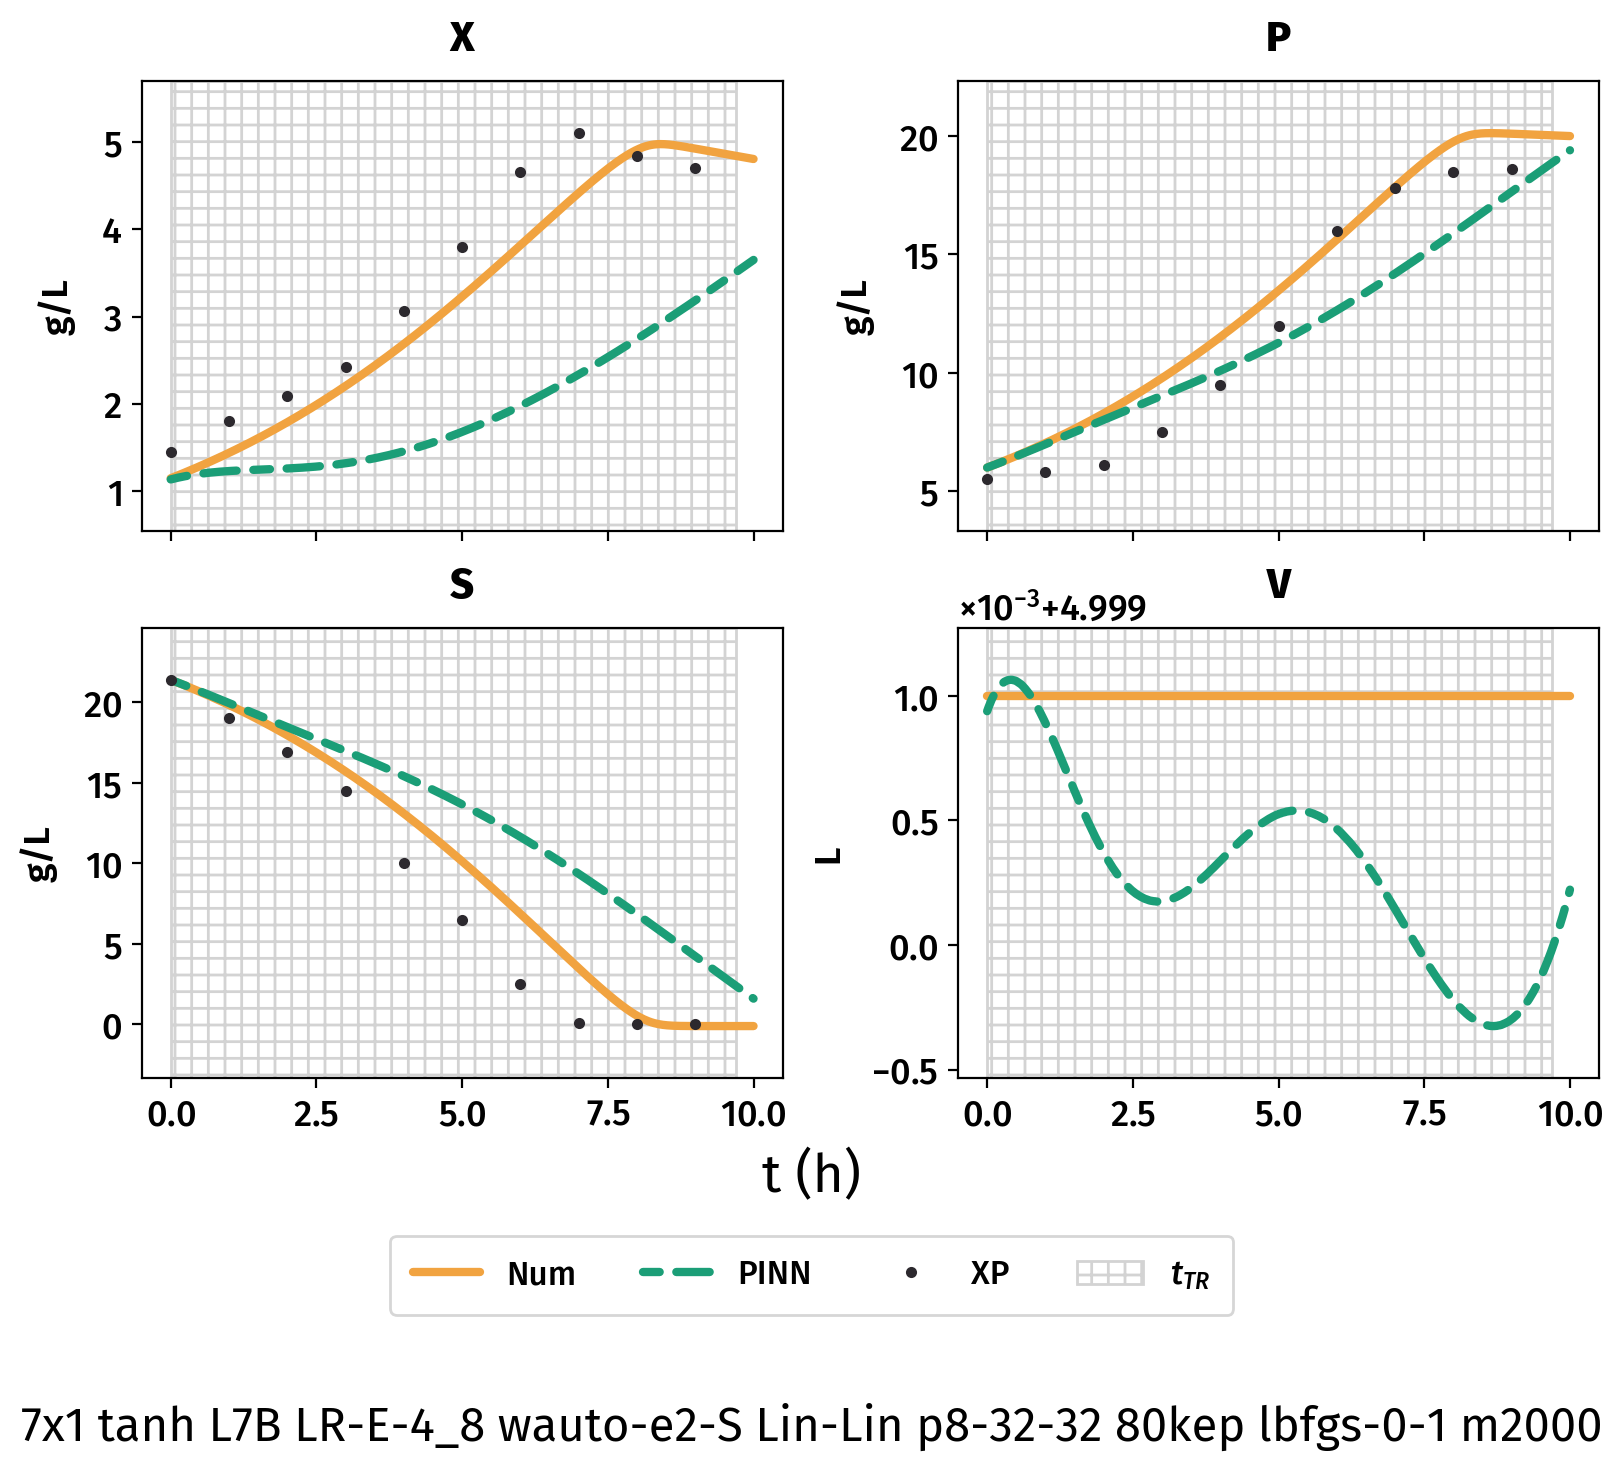 X
P
5
4
3
2
1
g/L
20
15
10
5
g/L
S
V
×10⁻³+4.999
20
15
10
5
0
g/L
1.0
0.5
0.0
−0.5
L
0.0 2.5 5.0 7.5 10.0
0.0 2.5 5.0 7.5 10.0
t (h)
Num PINN XP t_TR
7x1 tanh L7B LR-E-4_8 wauto-e2-S Lin-Lin p8-32-32 80kep lbfgs-0-1 m2000